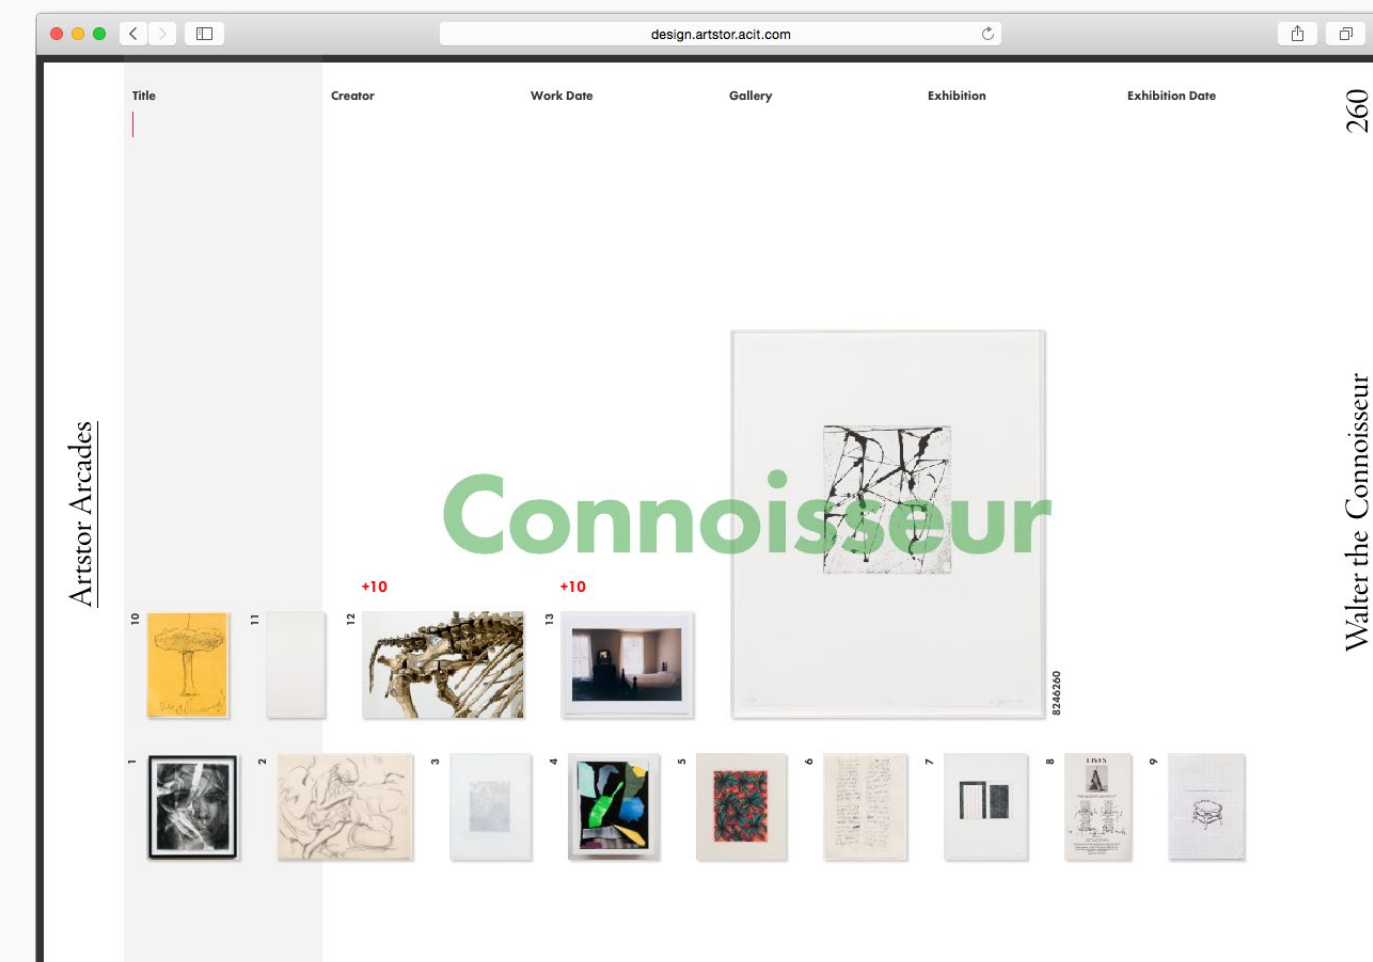 design.artstor.acit.com
Title
Creator
Work Date
Gallery
Exhibition
Exhibition Date
260
Artstor Arcades
Walter the Connoisseur
Connoisseur
+10
+10
10
11
12
13
8246260
1
2
3
4
5
6
7
8
9
LIVES
A